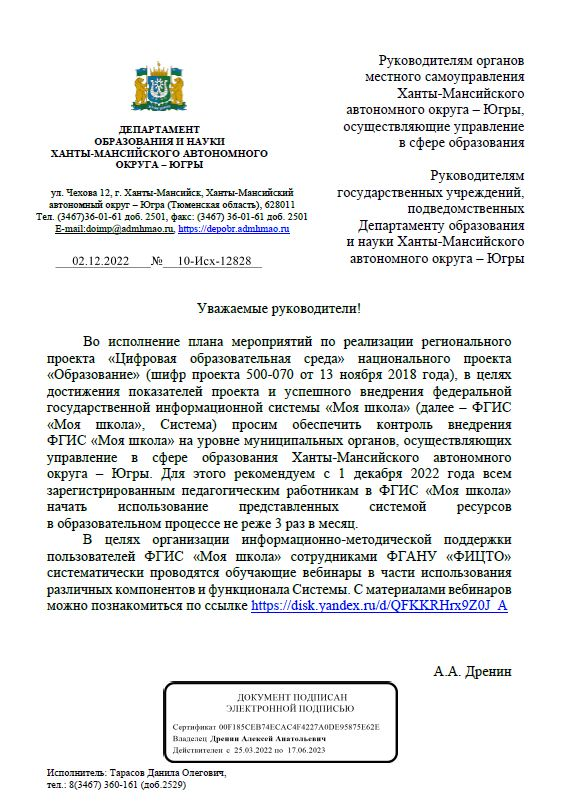 ДЕПАРТАМЕНТ
ОБРАЗОВАНИЯ И НАУКИ
ХАНТЫ-МАНСИЙСКОГО АВТОНОМНОГО
ОКРУГА – ЮГРЫ
ул. Чехова 12, г. Ханты-Мансийск, Ханты-Мансийский
автономный округ – Югра (Тюменская область), 628011
Тел. (3467)36-01-61 доб. 2501, факс: (3467) 36-01-61 доб. 2501
E-mail:doimp@admhmao.ru, https://depobr.admhmao.ru
02.12.2022 № 10-Исх-12828
Руководителям органов
местного самоуправления
Ханты-Мансийского
автономного округа – Югры,
осуществляющие управление
в сфере образования
Руководителям
государственных учреждений,
подведомственных
Департаменту образования
и науки Ханты-Мансийского
автономного округа – Югры
Уважаемые руководители!
Во исполнение плана мероприятий по реализации регионального
проекта «Цифровая образовательная среда» национального проекта
«Образование» (шифр проекта 500-070 от 13 ноября 2018 года), в целях
достижения показателей проекта и успешного внедрения федеральной
государственной информационной системы «Моя школа» (далее – ФГИС
«Моя школа», Система) просим обеспечить контроль внедрения
ФГИС «Моя школа» на уровне муниципальных органов, осуществляющих
управление в сфере образования Ханты-Мансийского автономного
округа – Югры. Для этого рекомендуем с 1 декабря 2022 года всем
зарегистрированным педагогическим работникам в ФГИС «Моя школа»
начать использование представленных системой ресурсов
в образовательном процессе не реже 3 раз в месяц.
В целях организации информационно-методической поддержки
пользователей ФГИС «Моя школа» сотрудниками ФГАНУ «ФИЦТО»
систематически проводятся обучающие вебинары в части использования
различных компонентов и функционала Системы. С материалами вебинаров
можно познакомиться по ссылке https://disk.yandex.ru/d/QFKKRHrx9Z0J_A
А.А. Дренин
ДОКУМЕНТ ПОДПИСАН
ЭЛЕКТРОННОЙ ПОДПИСЬЮ
Сертификат 00F185CEB74ECAC4F4227A0DE95875E62E
Владелец Дренин Алексей Анатольевич
Действителен с 25.03.2022 по 17.06.2023
Исполнитель: Тарасов Данила Олегович,
тел.: 8(3467) 360-161 (доб.2529)